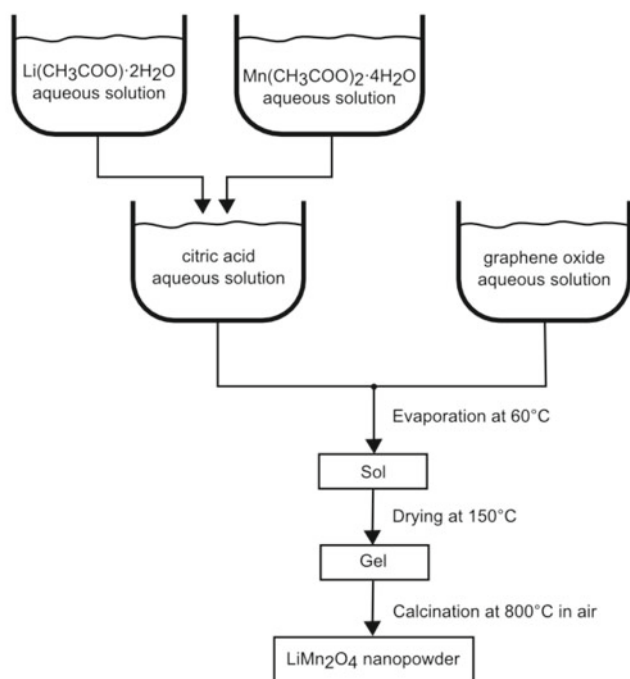 Li(CH3COO)·2H2O
aqueous solution
Mn(CH3COO)2·4H2O
aqueous solution
citric acid
aqueous solution
graphene oxide
aqueous solution
Evaporation at 60°C
Sol
Drying at 150°C
Gel
Calcination at 800°C in air
LiMn2O4 nanopowder